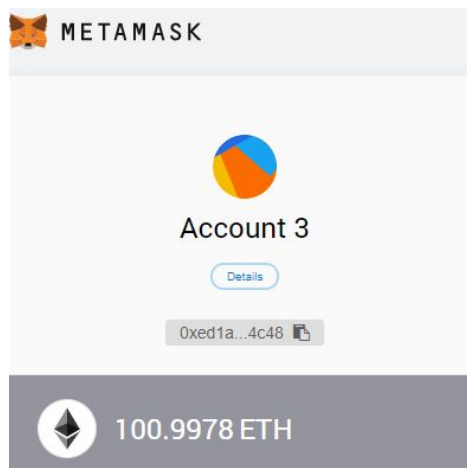 METAMASK
Account 3
Details
0xed1a...4c48
100.9978 ETH